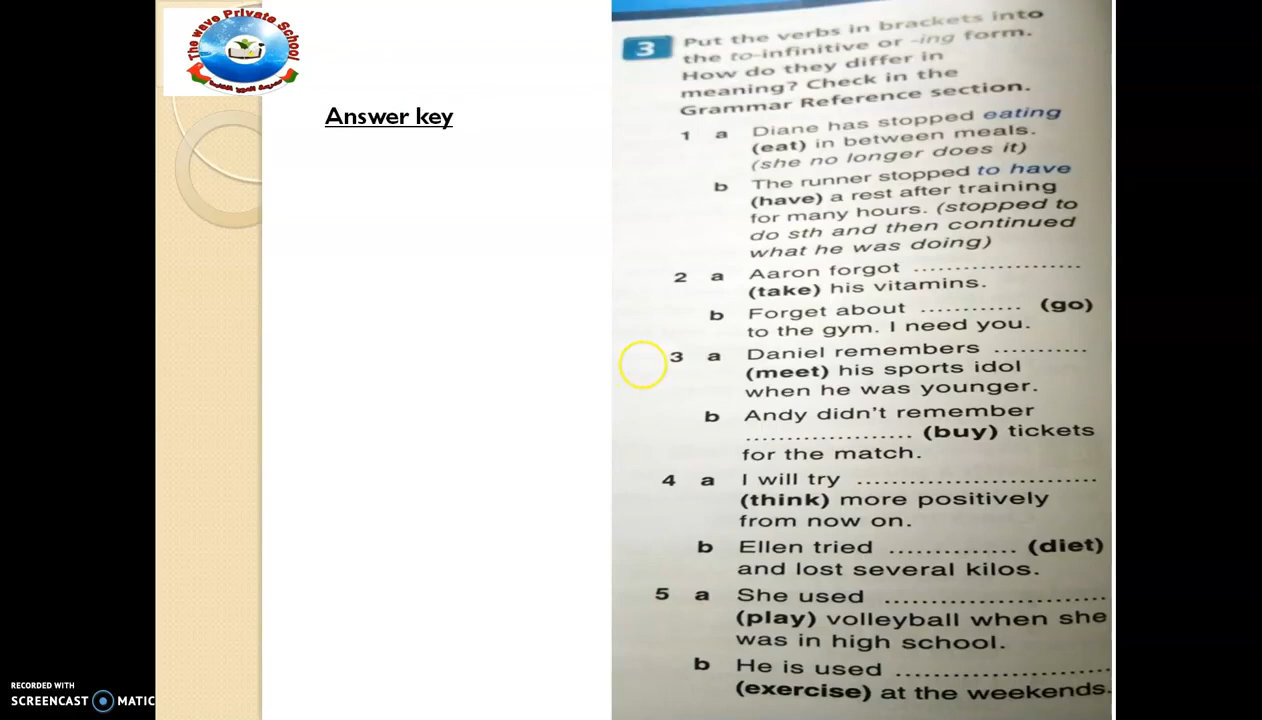 The wave Private School
Answer key
3 Put the verbs in brackets into
the to-infinitive or -ing form.
How do they differ in
meaning? Check in the
Grammar Reference section.
1 a Diane has stopped eating
(eat) in between meals.
(she no longer does it)
b The runner stopped to have
(have) a rest after training
for many hours. (stopped to
do sth and then continued
what he was doing)
2 a Aaron forgot ....................
(take) his vitamins.
b Forget about ............ (go)
to the gym. I need you.
3 a Daniel remembers ...........
(meet) his sports idol
when he was younger.
b Andy didn't remember
.................... (buy) tickets
for the match.
4 a I will try .............................
(think) more positively
from now on.
b Ellen tried ............... (diet)
and lost several kilos.
5 a She used ...........................
(play) volleyball when she
was in high school.
b He is used ..........................
(exercise) at the weekends.
RECORDED WITH
SCREENCAST MATIC